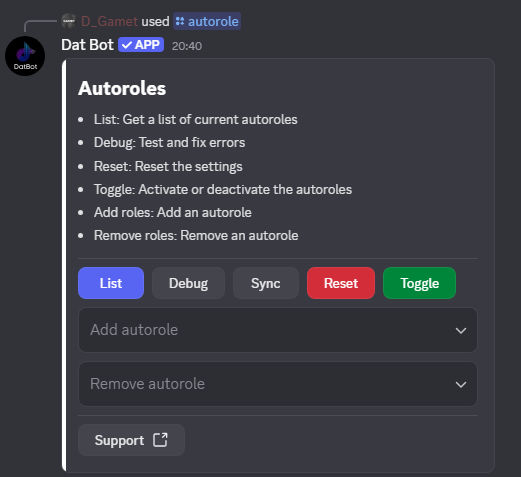 D_Gamet used autorole
Dat Bot APP 20:40
DatBot
Autoroles
List: Get a list of current autoroles
Debug: Test and fix errors
Reset: Reset the settings
Toggle: Activate or deactivate the autoroles
Add roles: Add an autorole
Remove roles: Remove an autorole
List Debug Sync Reset Toggle
Add autorole
Remove autorole
Support